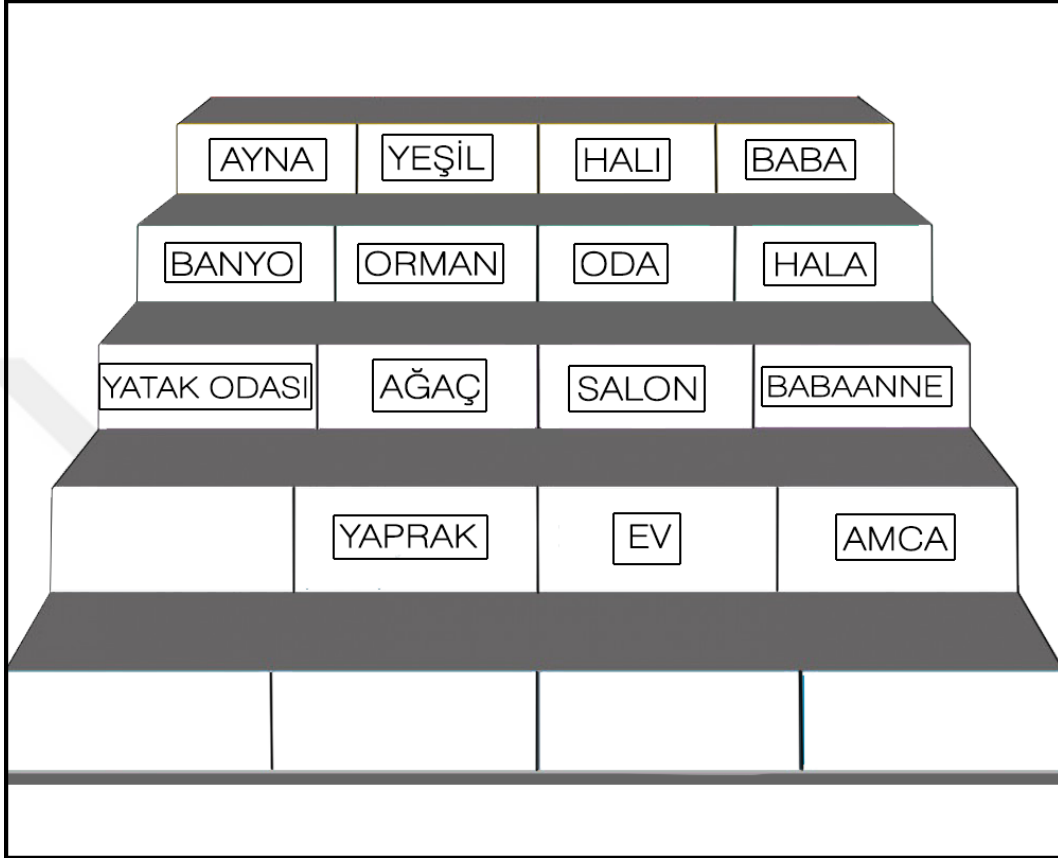 AYNA YEŞİL HALI BABA
BANYO ORMAN ODA HALA
YATAK ODASI AĞAÇ SALON BABAANNE
YAPRAK EV AMCA